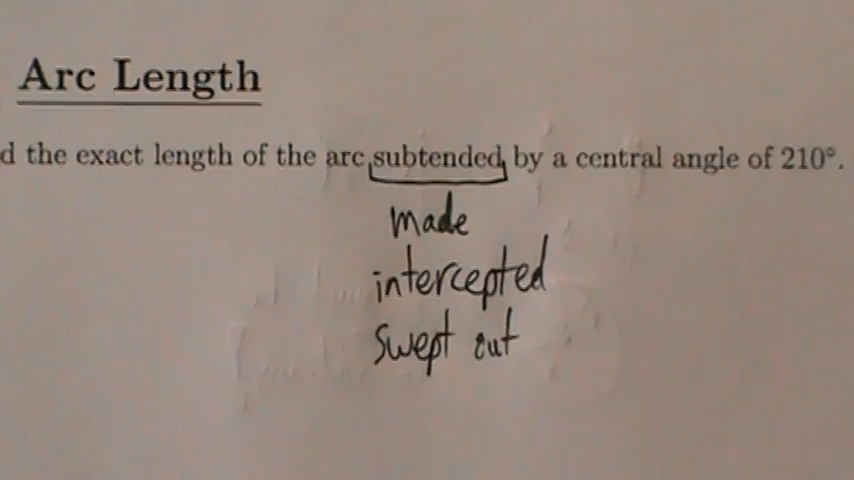 Arc Length
d the exact length of the arc subtended by a central angle of 210°.
made
intercepted
swept out